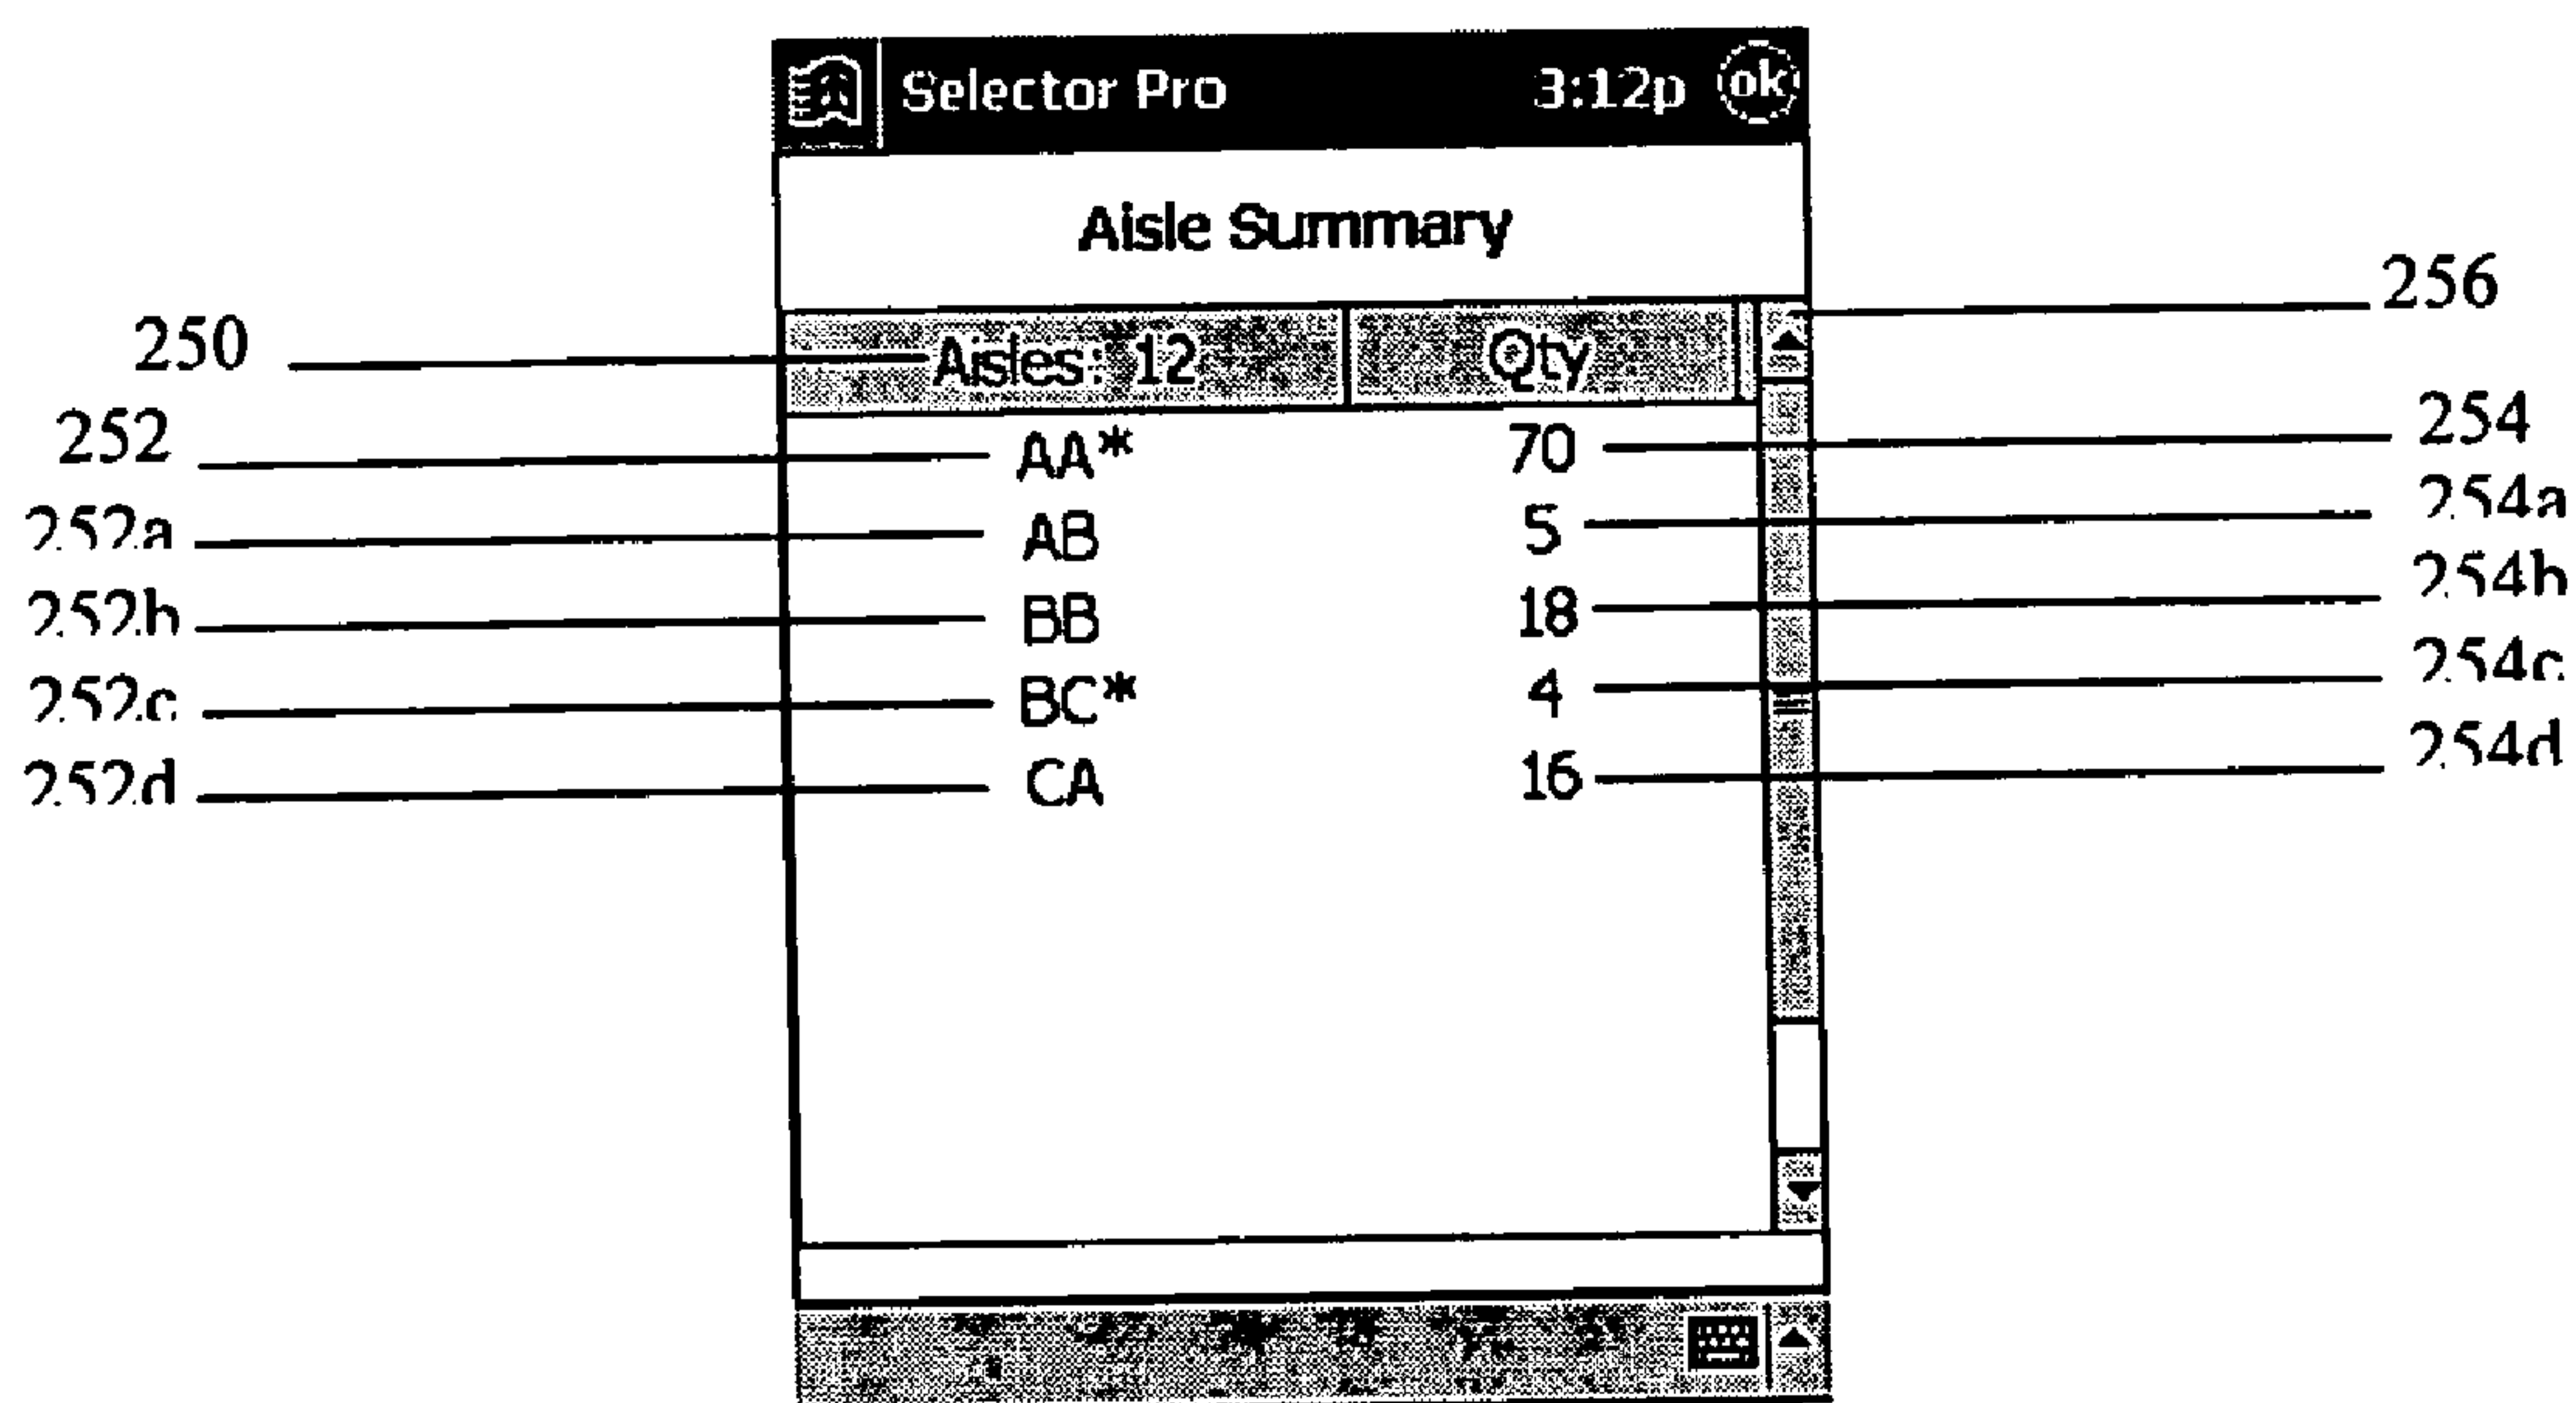 Selector Pro 3:12p ok
Aisle Summary
256
250 Aisles: 12 Qty
252 AA* 70 254
252a AB 5 254a
252b BB 18 254b
252c BC* 4 254c
252d CA 16 254d